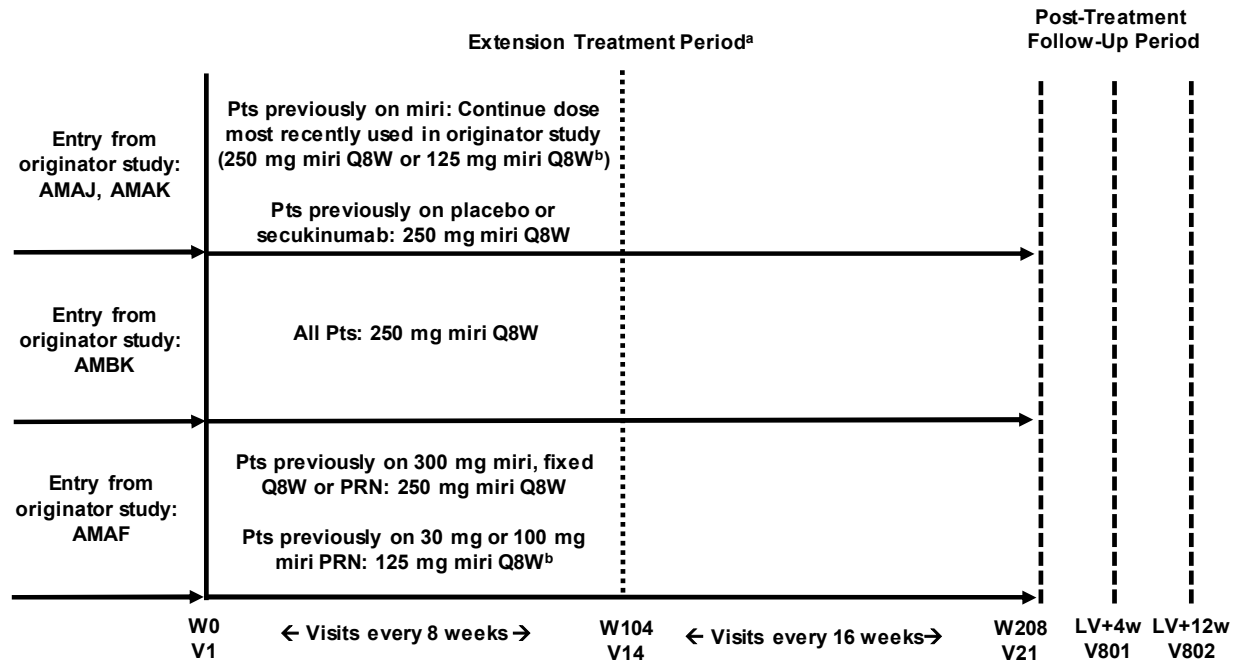 Extension Treatment Periodᵃ
Post-Treatment
Follow-Up Period
Entry from
originator study:
AMAJ, AMAK
Pts previously on miri: Continue dose
most recently used in originator study
(250 mg miri Q8W or 125 mg miri Q8Wᵇ)
Pts previously on placebo or
secukinumab: 250 mg miri Q8W
Entry from
originator study:
AMBK
All Pts: 250 mg miri Q8W
Entry from
originator study:
AMAF
Pts previously on 300 mg miri, fixed
Q8W or PRN: 250 mg miri Q8W
Pts previously on 30 mg or 100 mg
miri PRN: 125 mg miri Q8Wᵇ
W0
V1
← Visits every 8 weeks →
W104
V14
← Visits every 16 weeks →
W208
V21
LV+4w
V801
LV+12w
V802